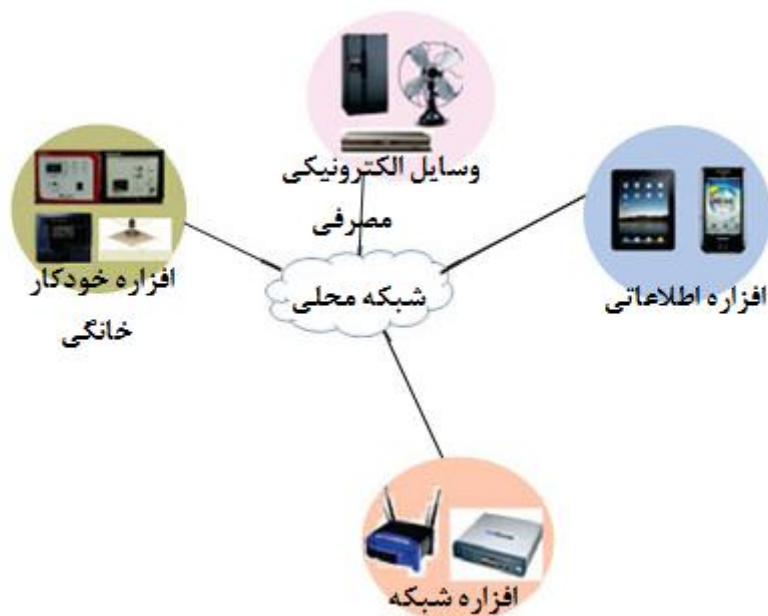 وسایل الکترونیکی
مصرفی
افزاره خودکار
خانگی
شبکه محلی
افزاره اطلاعاتی
افزاره شبکه